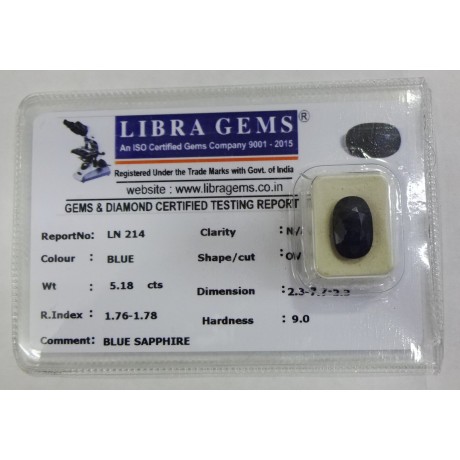 LIBRA GEMS ®
An ISO Certified Gems Company 9001 - 2015
Registered Under the Trade Marks with Govt. of India
website : www.libragems.co.in
GEMS & DIAMOND CERTIFIED TESTING REPORT
ReportNo: LN 214 Clarity : N/
Colour : BLUE Shape/cut : OV
Wt : 5.18 cts Dimension :
R.Index : 1.76-1.78 Hardness : 9.0
Comment: BLUE SAPPHIRE